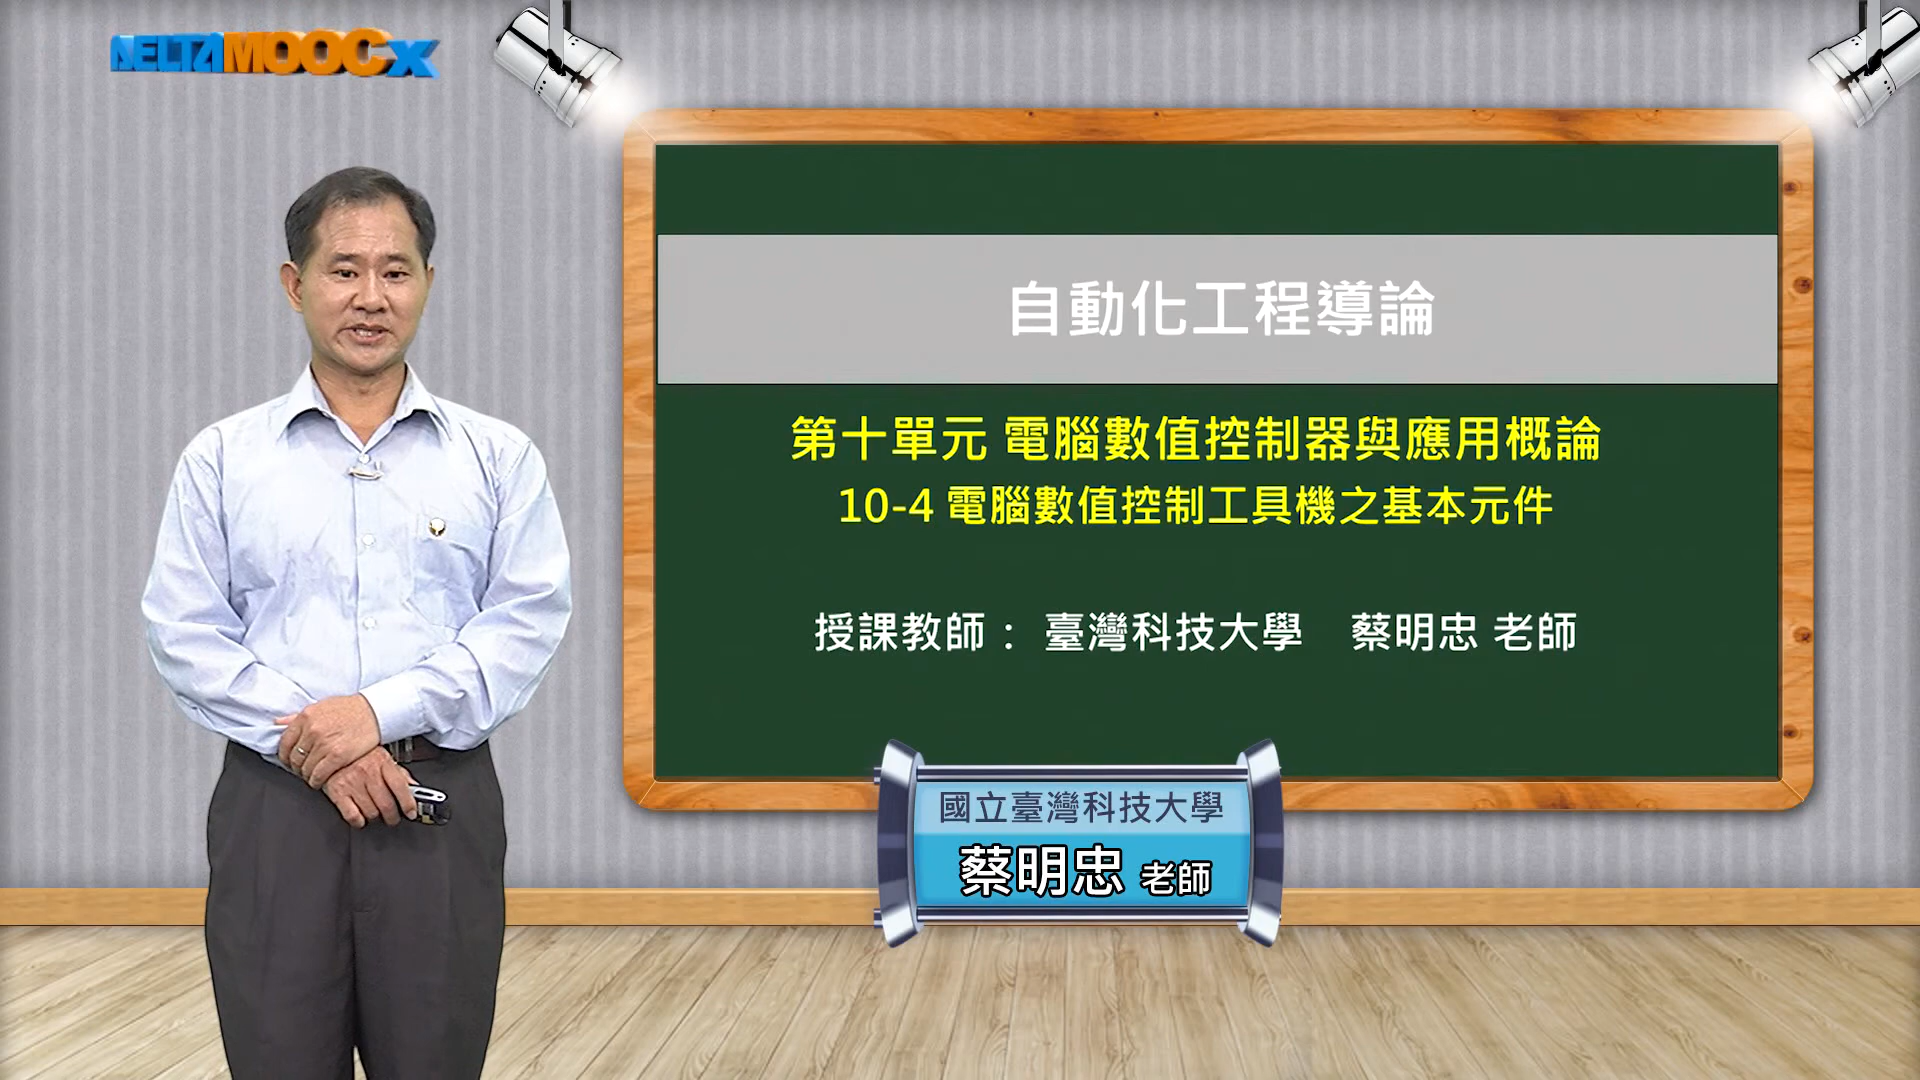 DELTAMOOCx
自動化工程導論
第十單元 電腦數值控制器與應用概論
10-4 電腦數值控制工具機之基本元件
授課教師： 臺灣科技大學 蔡明忠 老師
國立臺灣科技大學
蔡明忠 老師